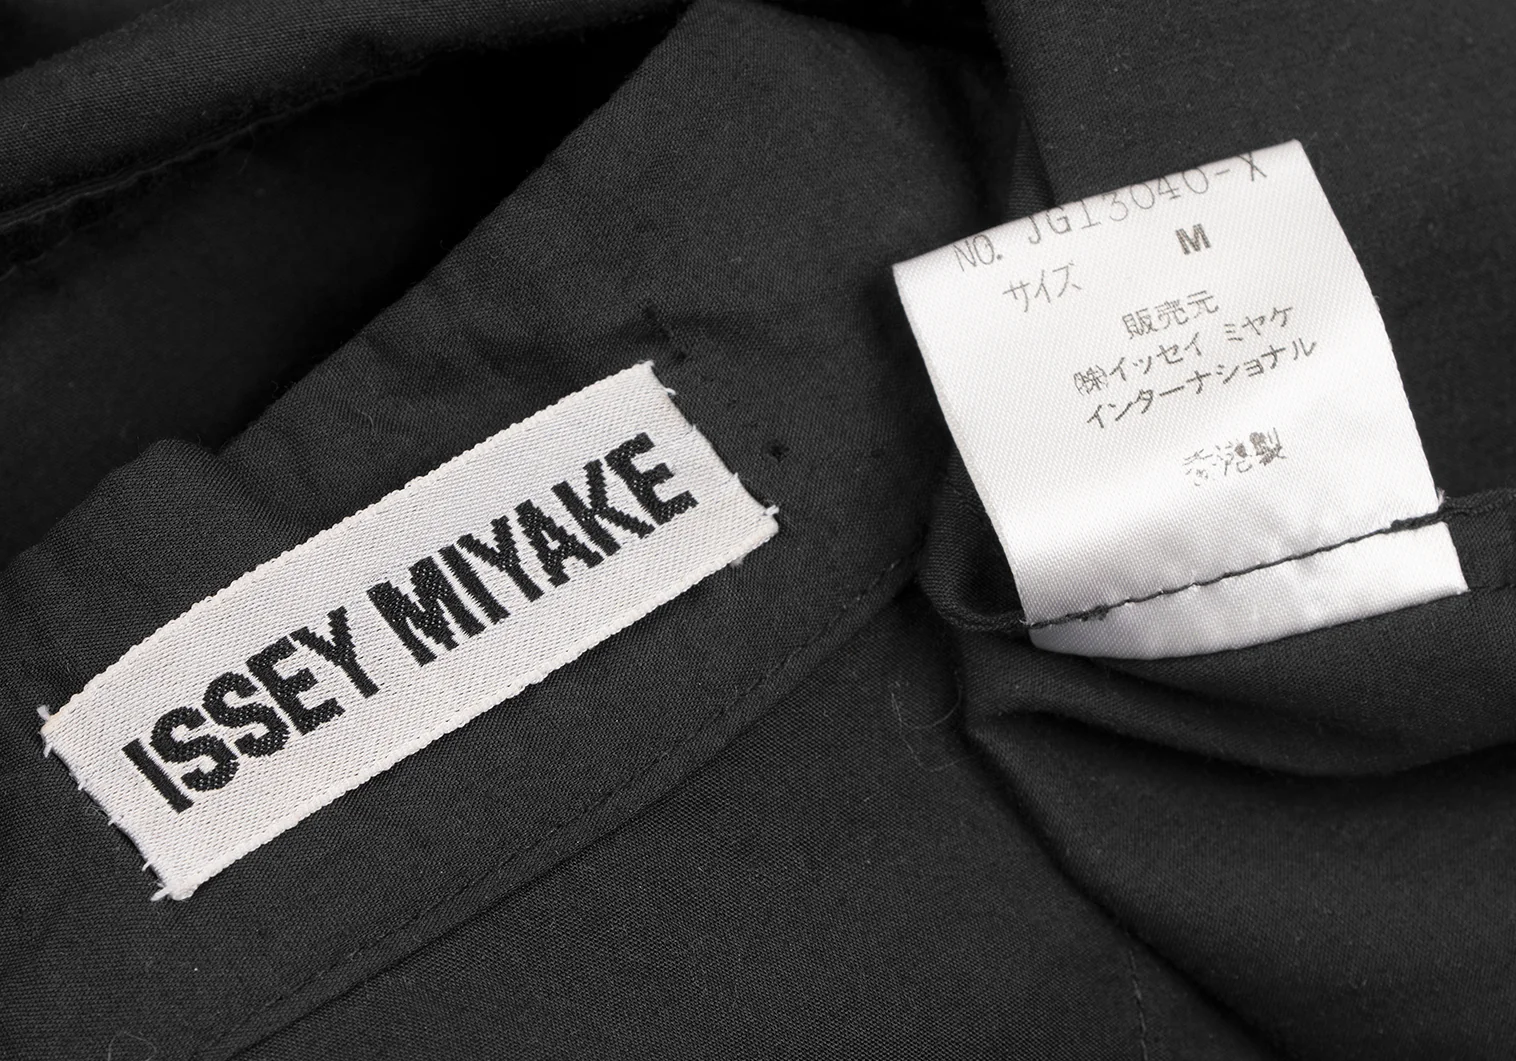 ISSEY MIYAKE
NO. JG13040-X
サイズ M
販売元
㈱イッセイ ミヤケ
インターナショナル
香港製